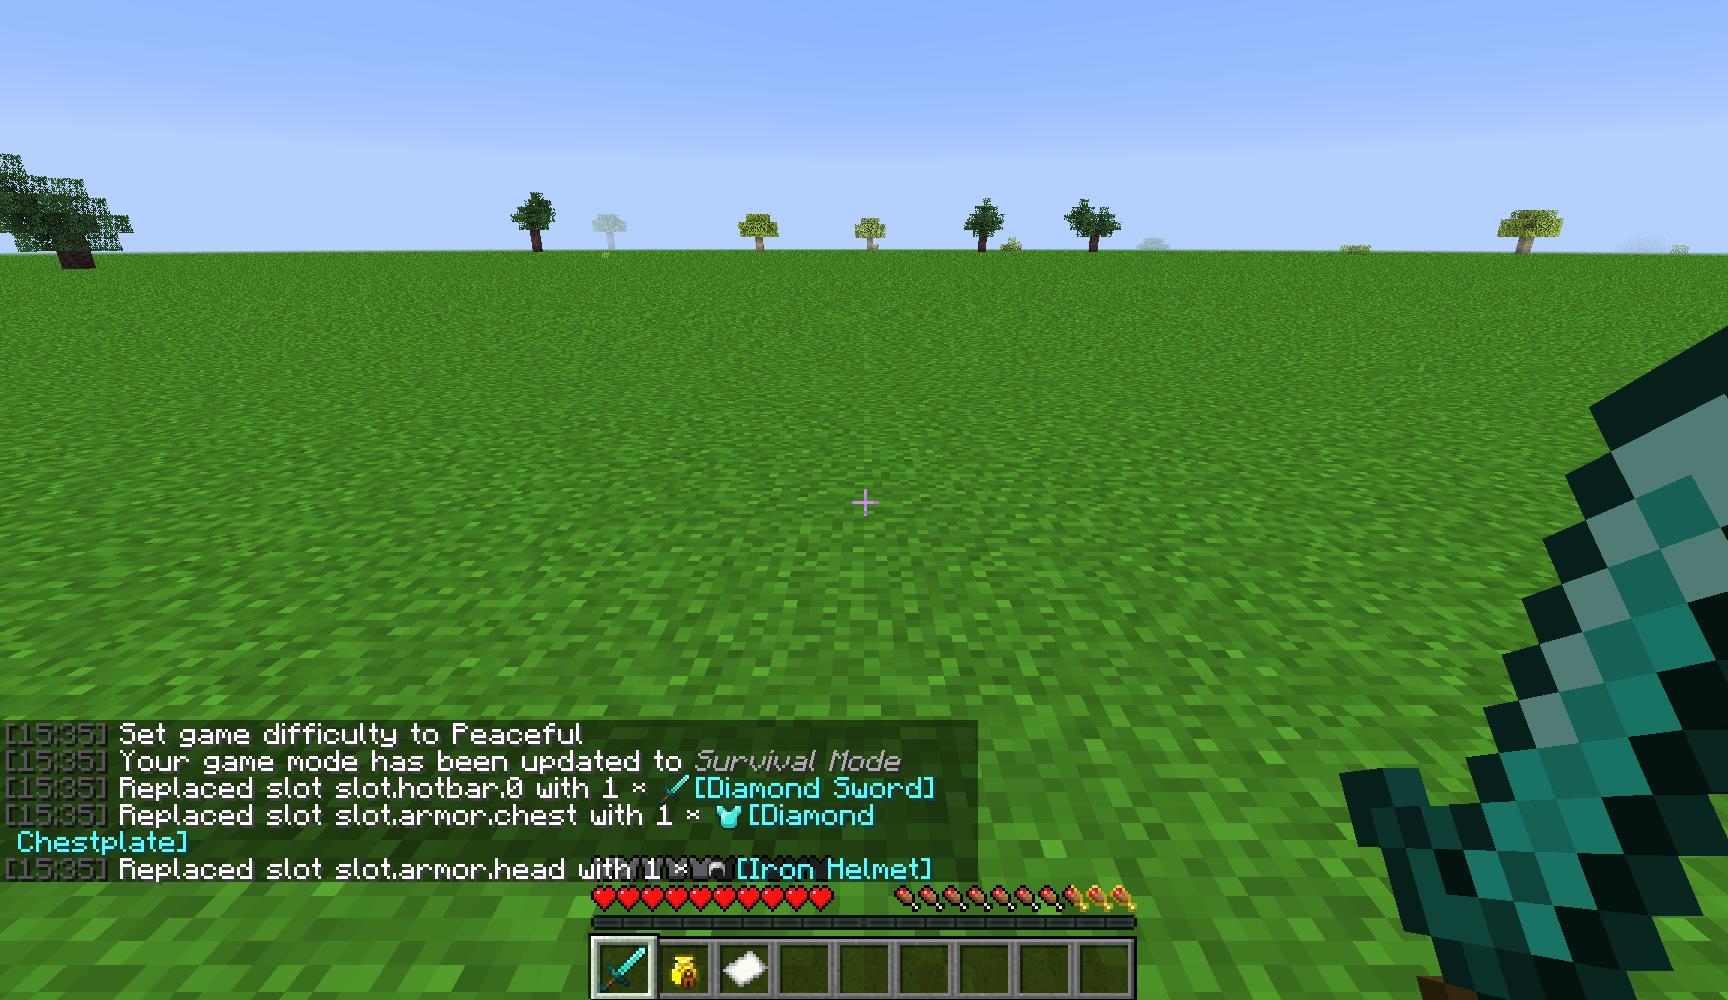 [15:35] Set game difficulty to Peaceful
[15:35] Your game mode has been updated to Survival Mode
[15:35] Replaced slot slot.hotbar.0 with 1 × [Diamond Sword]
[15:35] Replaced slot slot.armor.chest with 1 × [Diamond
Chestplate]
[15:35] Replaced slot slot.armor.head with 1 × [Iron Helmet]